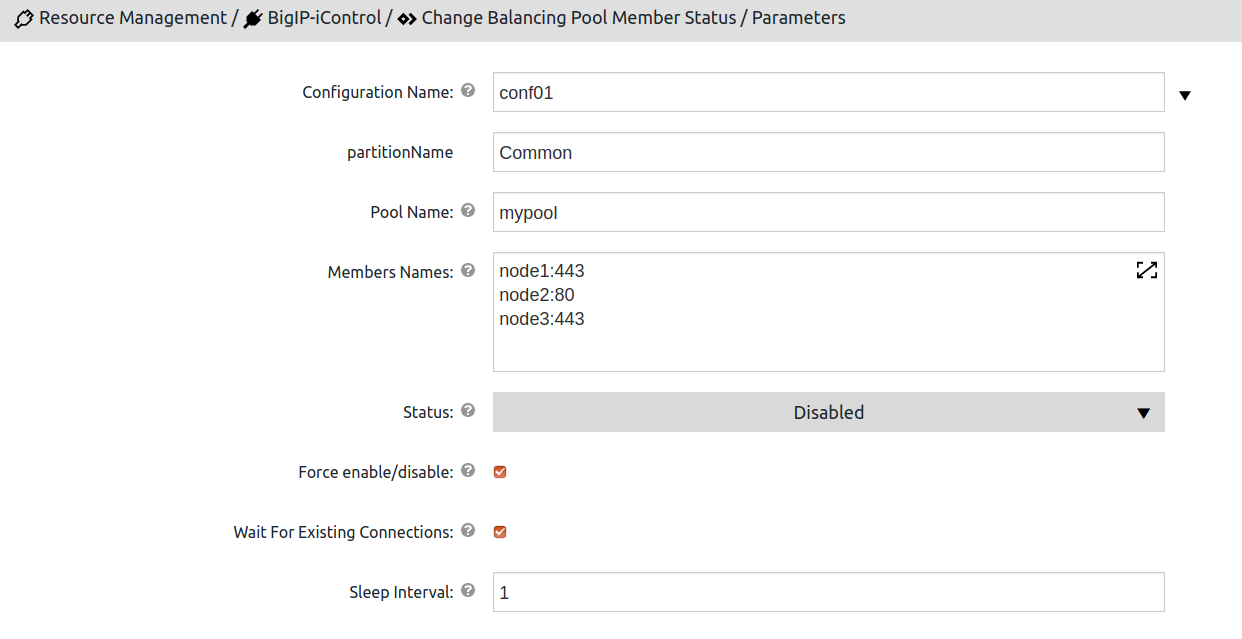 Resource Management / BigIP-iControl / Change Balancing Pool Member Status / Parameters
Configuration Name: ? conf01
partitionName Common
Pool Name: ? mypool
Members Names: ? node1:443
node2:80
node3:443
Status: ? Disabled
Force enable/disable: ?
Wait For Existing Connections: ?
Sleep Interval: ? 1